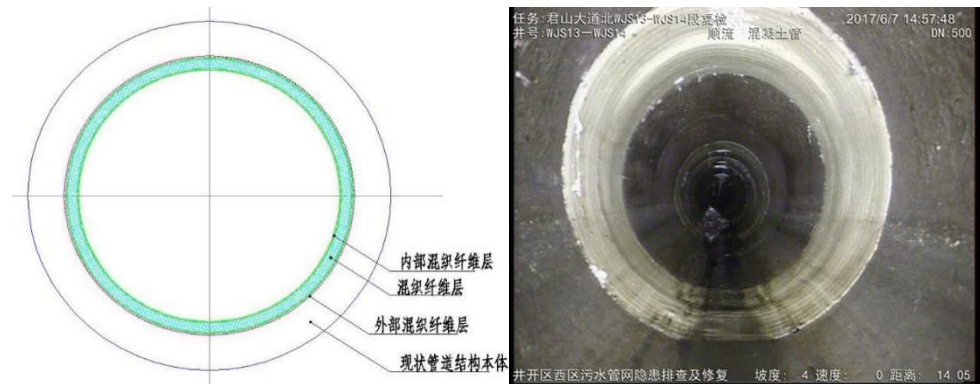 内部混织纤维层
混织纤维层
外部混织纤维层
现状管道结构本体
任务:君山大道北WJS13-WJS14段复检
2017/6/7 14:57:48
井号:WJS13-WJS14
顺流 混凝土管
DN:500
井开区西区污水管网隐患排查及修复
坡度: 4 速度: 0 距离: 14.05